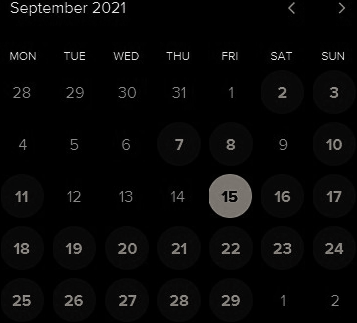 September 2021
MON TUE WED THU FRI SAT SUN
28 29 30 31 1 2 3
4 5 6 7 8 9 10
11 12 13 14 15 16 17
18 19 20 21 22 23 24
25 26 27 28 29 1 2